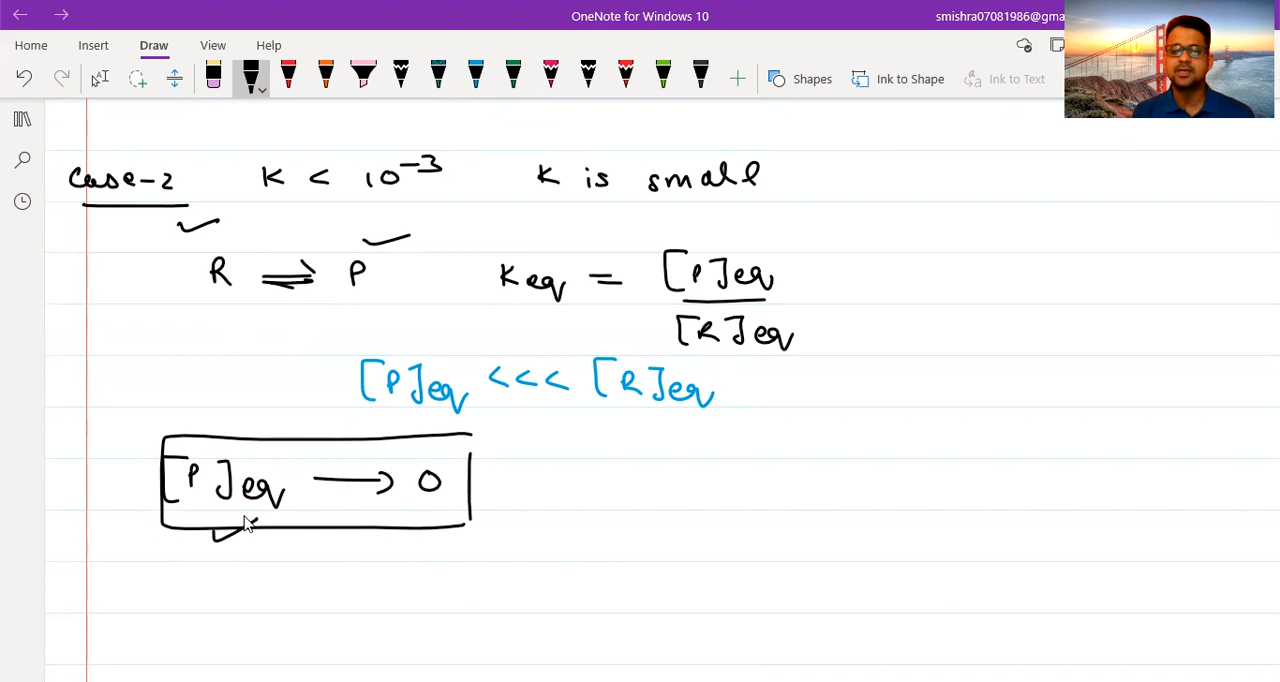 OneNote for Windows 10
smishra07081986@gma
Home Insert Draw View Help
Shapes Ink to Shape Ink to Text
Case-2 K < 10⁻³ K is small
R ⇌ P Keq = [P]eq
[R]eq
[P]eq <<< [R]eq
[P]eq ⟶ 0